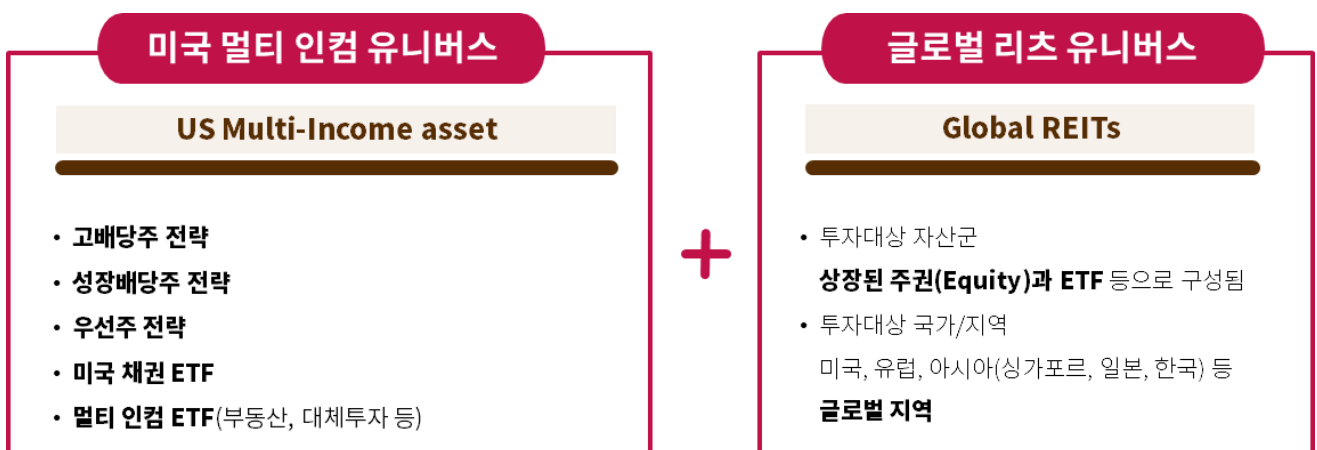 미국 멀티 인컴 유니버스
US Multi-Income asset
• 고배당주 전략
• 성장배당주 전략
• 우선주 전략
• 미국 채권 ETF
• 멀티 인컴 ETF(부동산, 대체투자 등)
+
글로벌 리츠 유니버스
Global REITs
• 투자대상 자산군
상장된 주권(Equity)과 ETF 등으로 구성됨
• 투자대상 국가/지역
미국, 유럽, 아시아(싱가포르, 일본, 한국) 등
글로벌 지역